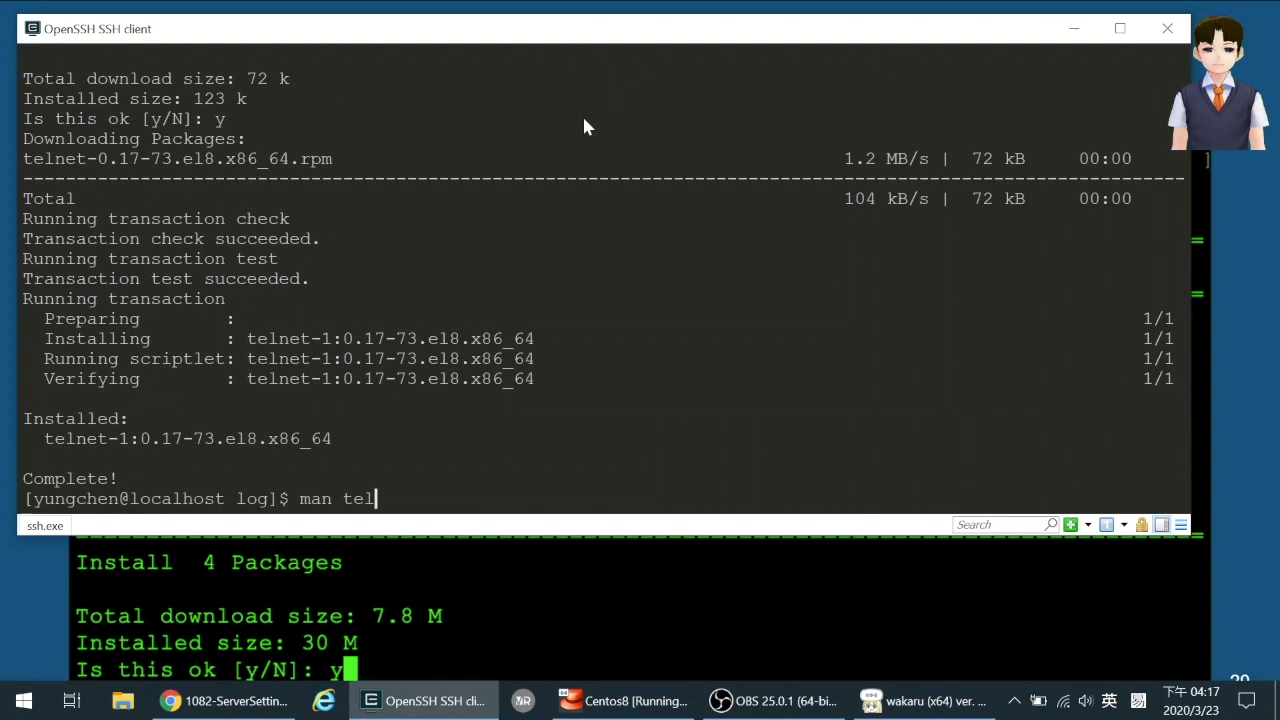 OpenSSH SSH client
Total download size: 72 k
Installed size: 123 k
Is this ok [y/N]: y
Downloading Packages:
telnet-0.17-73.el8.x86_64.rpm 1.2 MB/s | 72 kB 00:00
--------------------------------------------------------------------------------
Total 104 kB/s | 72 kB 00:00
Running transaction check
Transaction check succeeded.
Running transaction test
Transaction test succeeded.
Running transaction
Preparing : 1/1
Installing : telnet-1:0.17-73.el8.x86_64 1/1
Running scriptlet: telnet-1:0.17-73.el8.x86_64 1/1
Verifying : telnet-1:0.17-73.el8.x86_64 1/1
Installed:
telnet-1:0.17-73.el8.x86_64
Complete!
[yungchen@localhost log]$ man tel
ssh.exe
Search
Install 4 Packages
Total download size: 7.8 M
Installed size: 30 M
Is this ok [y/N]: y
1082-ServerSettin...
OpenSSH SSH cli...
Centos8 [Running...
OBS 25.0.1 (64-bi...
wakaru (x64) ver. ...
英
下午 04:17
2020/3/23